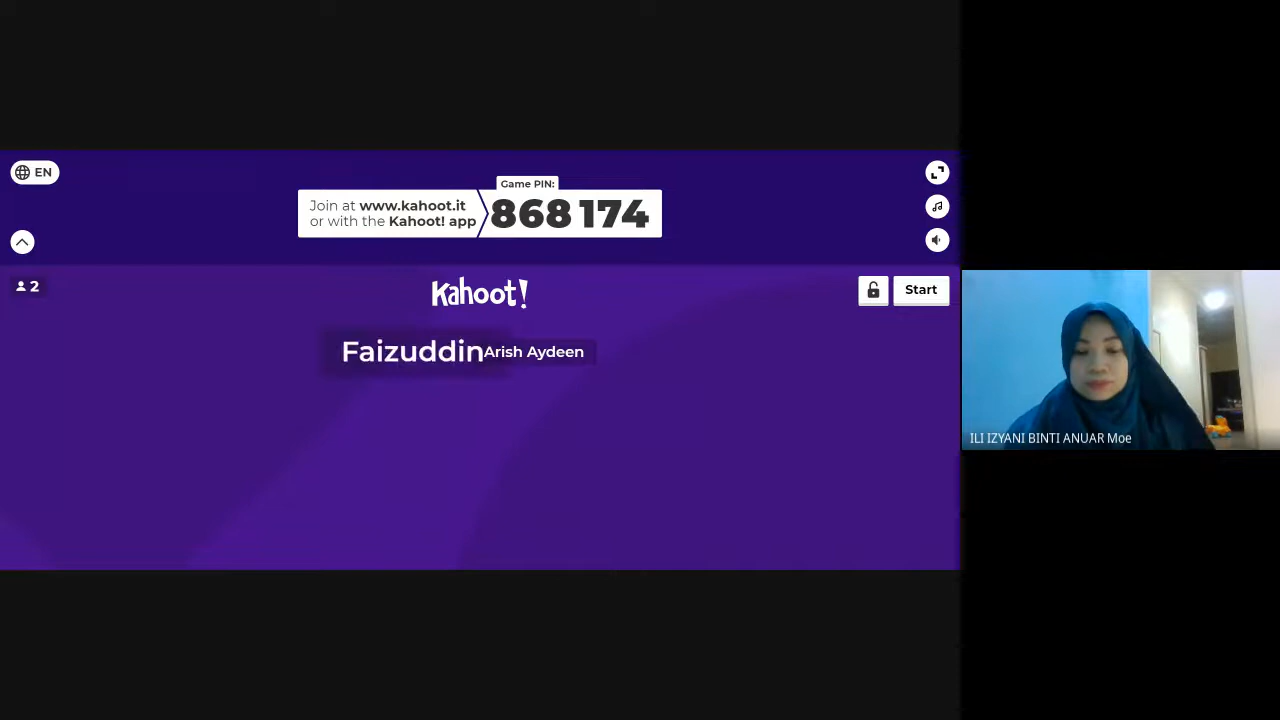 EN
Game PIN:
Join at www.kahoot.it
or with the Kahoot! app
868 174
2
Kahoot!
Start
Faizuddin
Arish Aydeen
ILI IZYANI BINTI ANUAR Moe